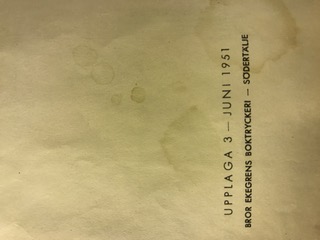 UPPLAGA 3 — JUNI 1951
BROR EKEGRENS BOKTRYCKERI — SÖDERTÄLJE